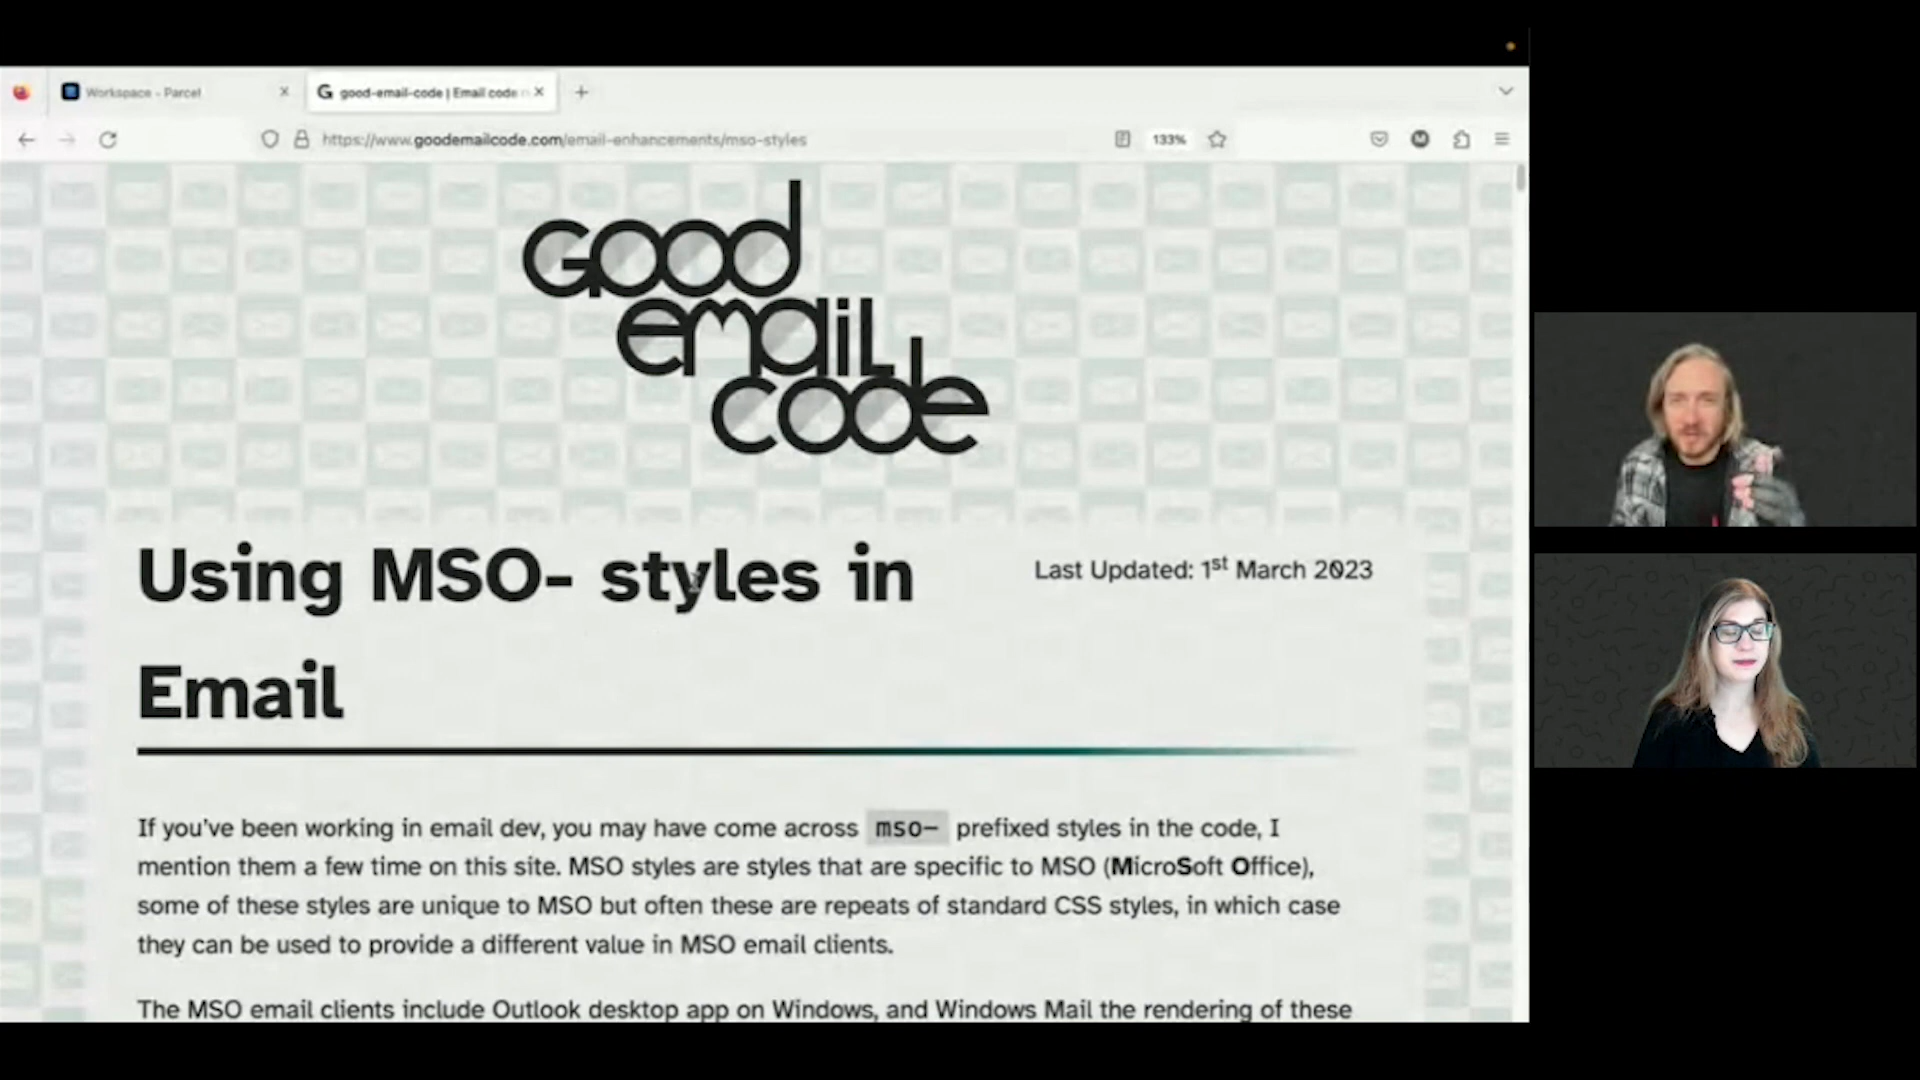 Workspace - Parcel
good-email-code | Email code
https://www.goodemailcode.com/email-enhancements/mso-styles
133%
Good
email
code
Using MSO- styles in
Email
Last Updated: 1st March 2023
If you've been working in email dev, you may have come across mso- prefixed styles in the code, I
mention them a few time on this site. MSO styles are styles that are specific to MSO (MicroSoft Office),
some of these styles are unique to MSO but often these are repeats of standard CSS styles, in which case
they can be used to provide a different value in MSO email clients.
The MSO email clients include Outlook desktop app on Windows, and Windows Mail the rendering of these